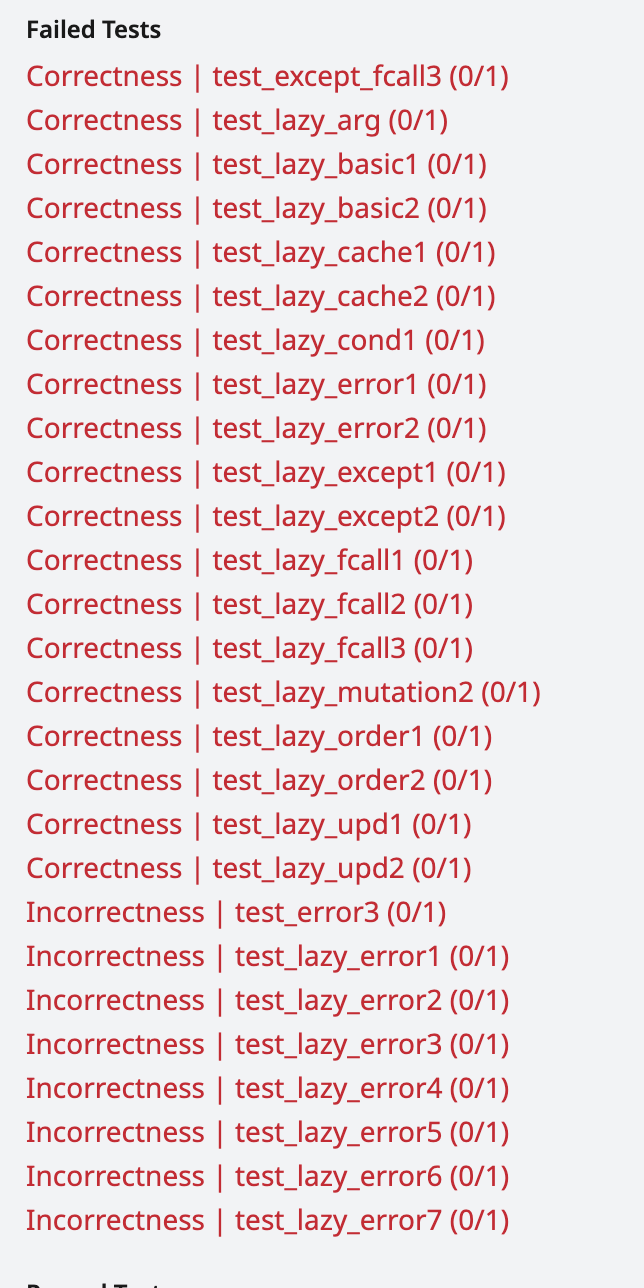 Failed Tests
Correctness | test_except_fcall3 (0/1)
Correctness | test_lazy_arg (0/1)
Correctness | test_lazy_basic1 (0/1)
Correctness | test_lazy_basic2 (0/1)
Correctness | test_lazy_cache1 (0/1)
Correctness | test_lazy_cache2 (0/1)
Correctness | test_lazy_cond1 (0/1)
Correctness | test_lazy_error1 (0/1)
Correctness | test_lazy_error2 (0/1)
Correctness | test_lazy_except1 (0/1)
Correctness | test_lazy_except2 (0/1)
Correctness | test_lazy_fcall1 (0/1)
Correctness | test_lazy_fcall2 (0/1)
Correctness | test_lazy_fcall3 (0/1)
Correctness | test_lazy_mutation2 (0/1)
Correctness | test_lazy_order1 (0/1)
Correctness | test_lazy_order2 (0/1)
Correctness | test_lazy_upd1 (0/1)
Correctness | test_lazy_upd2 (0/1)
Incorrectness | test_error3 (0/1)
Incorrectness | test_lazy_error1 (0/1)
Incorrectness | test_lazy_error2 (0/1)
Incorrectness | test_lazy_error3 (0/1)
Incorrectness | test_lazy_error4 (0/1)
Incorrectness | test_lazy_error5 (0/1)
Incorrectness | test_lazy_error6 (0/1)
Incorrectness | test_lazy_error7 (0/1)